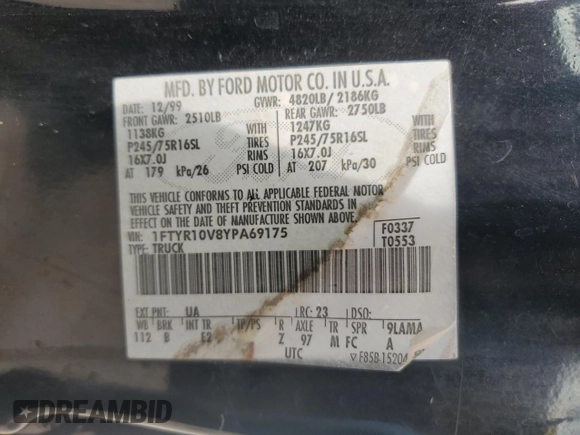 MFD. BY FORD MOTOR CO. IN U.S.A.
DATE: 12/99 GVWR: 4820LB/ 2186KG
FRONT GAWR: 2510LB REAR GAWR: 2750LB
1138KG WITH 1247KG WITH
P245/75R16SL TIRES P245/75R16SL TIRES
16X7.0J RIMS 16X7.0J RIMS
AT 179 kPa/26 PSI COLD AT 207 kPa/30 PSI COLD
THIS VEHICLE CONFORMS TO ALL APPLICABLE FEDERAL MOTOR
VEHICLE SAFETY AND THEFT PREVENTION STANDARDS IN
EFFECT ON THE DATE OF MANUFACTURE SHOWN ABOVE.
VIN: 1FTYR10V8YPA69175 F0337
TYPE: TRUCK T0553
EXT PNT: UA RC: 23 DSO:
WB BRK INT TR TP/PS R AXLE TR SPR 9LAMA
112 B E2 Z 97 M FC A
UTC ▽F85B-15204
DREAMBID